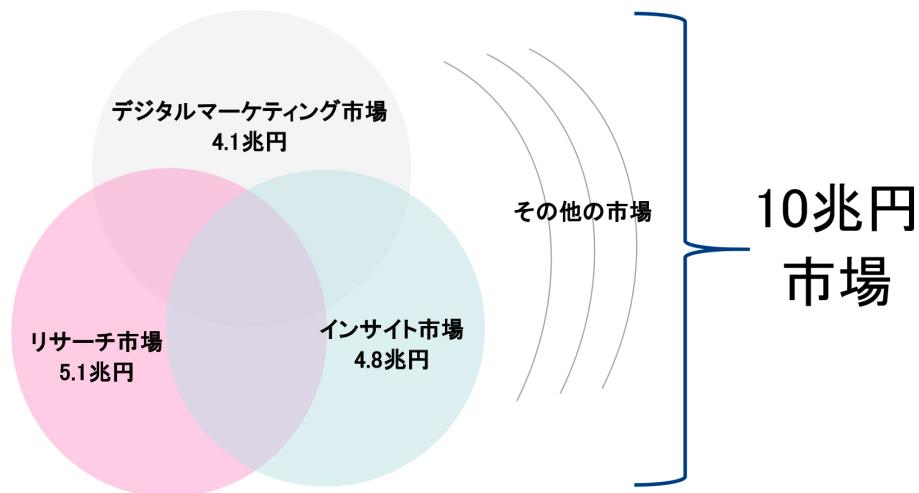 デジタルマーケティング市場
4.1兆円
その他の市場
10兆円
市場
リサーチ市場
5.1兆円
インサイト市場
4.8兆円